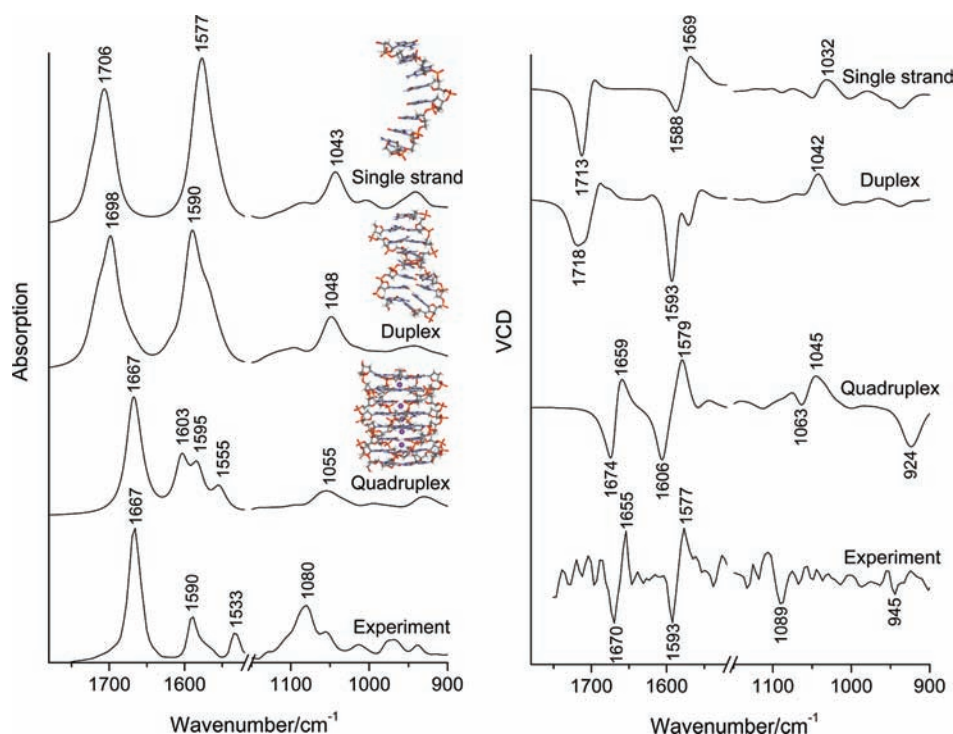 1706
1577
1043
Single strand
1698
1590
1048
Duplex
1667
1603
1595
1555
1055
Quadruplex
1667
1590
1533
1080
Experiment
Absorption
1700 1600 1100 1000 900
Wavenumber/cm⁻¹
1569
1032
Single strand
1713
1588
1042
Duplex
1718
1593
1659
1579
1045
Quadruplex
1674
1606
1063
924
1655
1577
Experiment
1670
1593
1089
945
VCD
1700 1600 1100 1000 900
Wavenumber/cm⁻¹